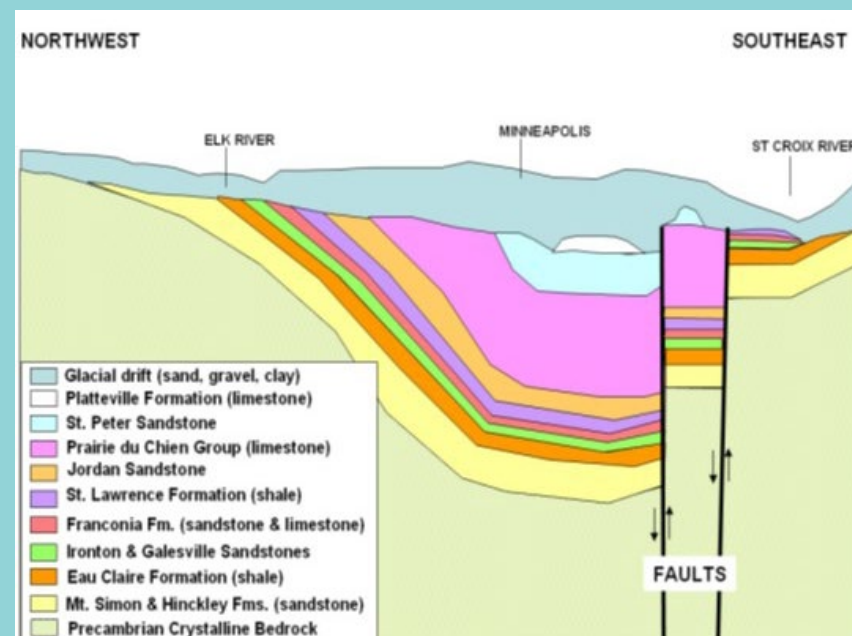 NORTHWEST
SOUTHEAST
ELK RIVER
MINNEAPOLIS
ST CROIX RIVER
Glacial drift (sand, gravel, clay)
Platteville Formation (limestone)
St. Peter Sandstone
Prairie du Chien Group (limestone)
Jordan Sandstone
St. Lawrence Formation (shale)
Franconia Fm. (sandstone & limestone)
Ironton & Galesville Sandstones
Eau Claire Formation (shale)
Mt. Simon & Hinckley Fms. (sandstone)
Precambrian Crystalline Bedrock
FAULTS